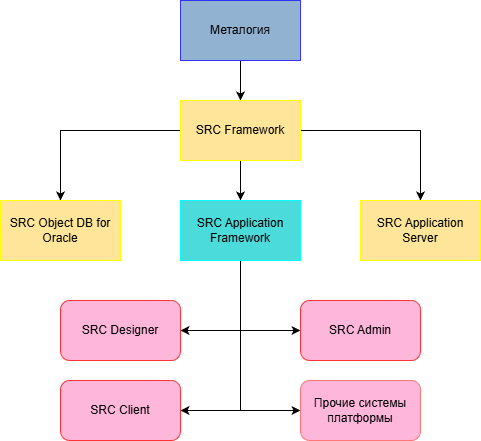 Металогия
SRC Framework
SRC Object DB for
Oracle
SRC Application
Framework
SRC Application
Server
SRC Designer
SRC Admin
SRC Client
Прочие системы
платформы